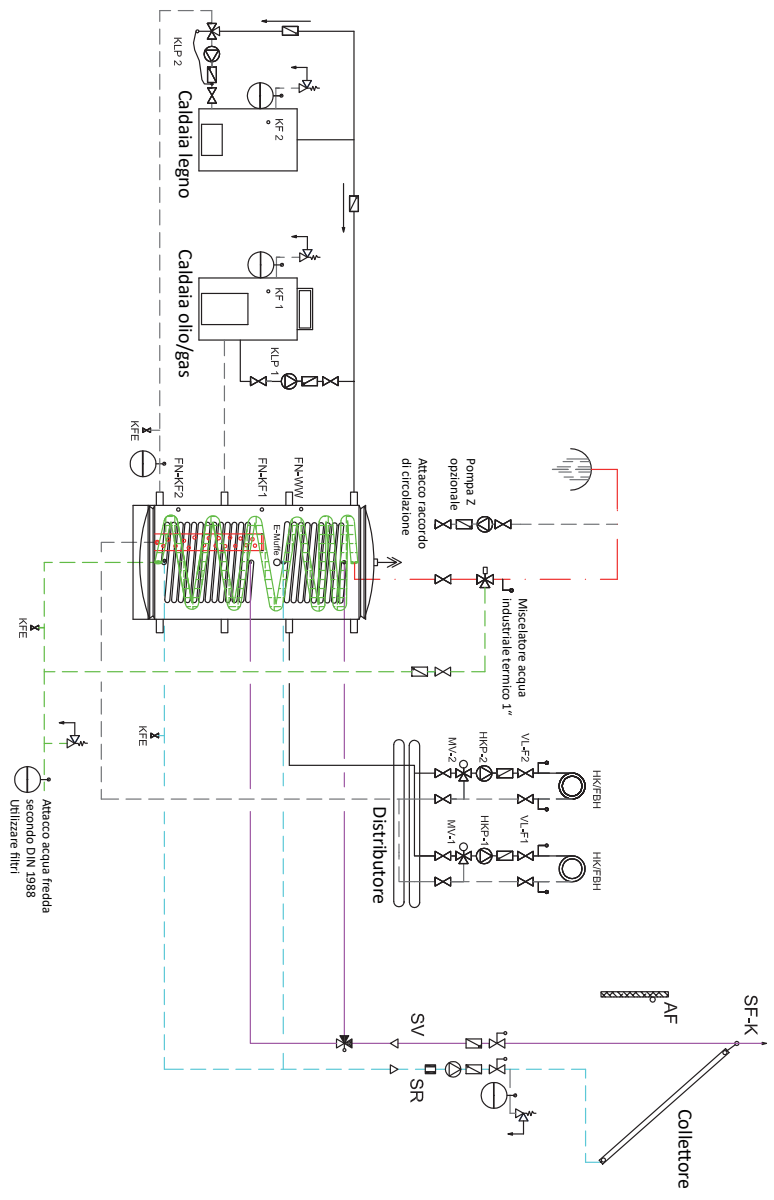 KLP 2
KF 2
Caldaia legno
KF 1
Caldaia olio/gas
KLP 1
KFE
FN-KF2
FN-KF1
FN-WW
E-Muffe
Attacco raccordo
di circolazione
Pompa Z
opzionale
Miscelatore acqua
industriale termico 1"
KFE
KFE
Attacco acqua fredda
secondo DIN 1988
Utilizzare filtri
MV-2
HKP-2
VL-F2
HK/FBH
MV-1
HKP-1
VL-F1
HK/FBH
Distributore
AF
SF-K
SV
SR
Collettore